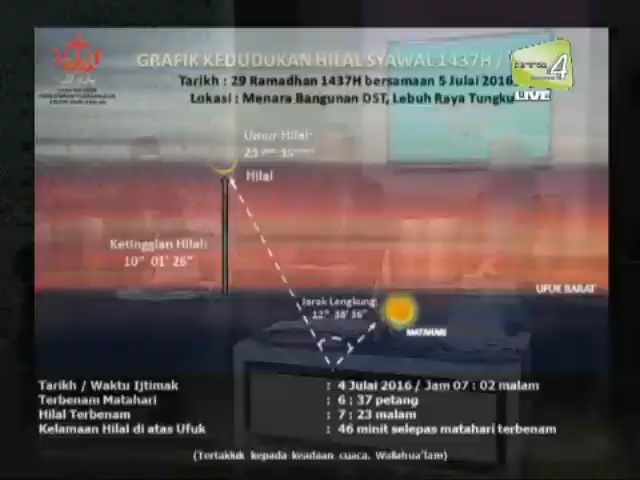 GRAFIK KEDUDUKAN HILAL SYAWAL 1437H /
Tarikh : 29 Ramadhan 1437H bersamaan 5 Julai 2016
Lokasi : Menara Bangunan DST, Lebuh Raya Tungku
4
LIVE
Umur Hilal:
Hilal
Ketinggian Hilal:
10° 01' 26"
UFUK BARAT
Jarak Lengkung:
MATAHARI
Tarikh / Waktu Ijtimak : 4 Julai 2016 / Jam 07 : 02 malam
Terbenam Matahari : 6 : 37 petang
Hilal Terbenam : 7 : 23 malam
Kelamaan Hilal di atas Ufuk : 46 minit selepas matahari terbenam
(Tertakluk kepada keadaan cuaca. Wallahua'lam)